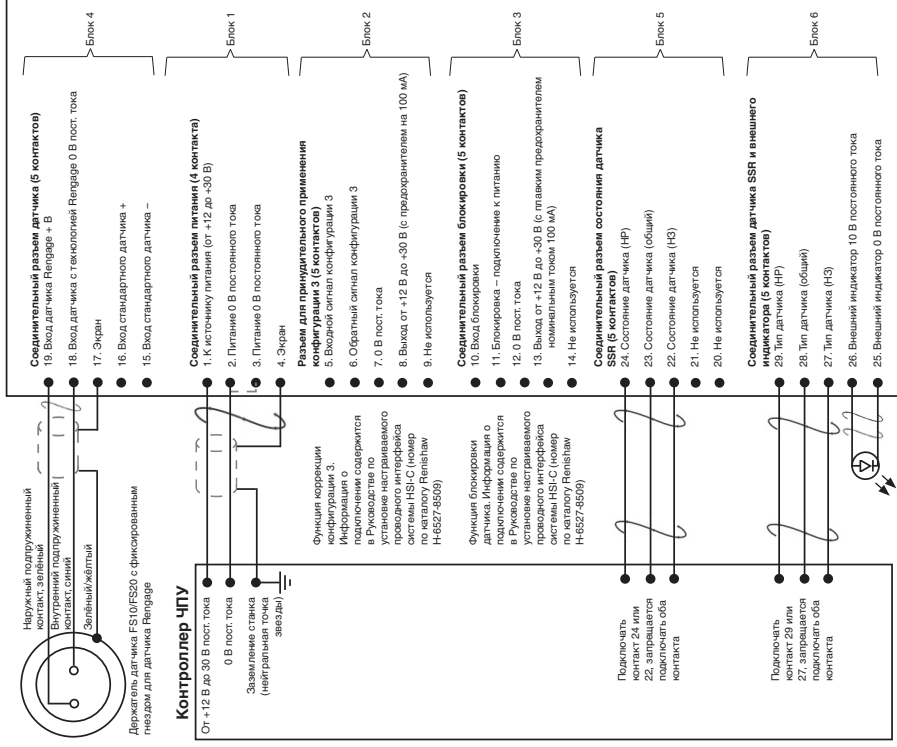 Наружный подпружиненный
контакт, зелёный
Внутренний подпружиненный
контакт, синий
Зелёный/жёлтый
Держатель датчика FS10/FS20 с фиксированным
гнездом для датчика Rengage
Соединительный разъем датчика (5 контактов)
19. Вход датчика Rengage + В
18. Вход датчика с технологией Rengage 0 В пост. тока
17. Экран
16. Вход стандартного датчика +
15. Вход стандартного датчика –
Блок 4
Контроллер ЧПУ
От +12 В до 30 В пост. тока
0 В пост. тока
Заземление станка
(нейтральная точка
звезды)
Соединительный разъем питания (4 контакта)
1. К источнику питания (от +12 до +30 В)
2. Питание 0 В постоянного тока
3. Питание 0 В постоянного тока
4. Экран
Блок 1
Функция коррекции
конфигурации 3.
Информация о
подключении содержится
в Руководстве по
установке настраиваемого
проводного интерфейса
системы HSI-C (номер
по каталогу Renishaw
H-6527-8509)
Разъем для принудительного применения
конфигурации 3 (5 контактов)
5. Входной сигнал конфигурации 3
6. Обратный сигнал конфигурации 3
7. 0 В пост. тока
8. Выход от +12 В до +30 В (с предохранителем на 100 мА)
9. Не используется
Блок 2
Функция блокировки
датчика. Информация о
подключении содержится
в Руководстве по
установке настраиваемого
проводного интерфейса
системы HSI-C (номер
по каталогу Renishaw
H-6527-8509)
Соединительный разъем блокировки (5 контактов)
10. Вход блокировки
11. Блокировка – подключение к питанию
12. 0 В пост. тока
13. Выход от +12 В до +30 В (с плавким предохранителем
номинальным током 100 мА)
14. Не используется
Блок 3
Подключать
контакт 24 или
22, запрещается
подключать оба
контакта
Соединительный разъем состояния датчика
SSR (5 контактов)
24. Состояние датчика (НР)
23. Состояние датчика (общий)
22. Состояние датчика (НЗ)
21. Не используется
20. Не используется
Блок 5
Подключать
контакт 29 или
27, запрещается
подключать оба
контакта
Соединительный разъем датчика SSR и внешнего
индикатора (5 контактов)
29. Тип датчика (НР)
28. Тип датчика (общий)
27. Тип датчика (НЗ)
26. Внешний индикатор 10 В постоянного тока
25. Внешний индикатор 0 В постоянного тока
Блок 6